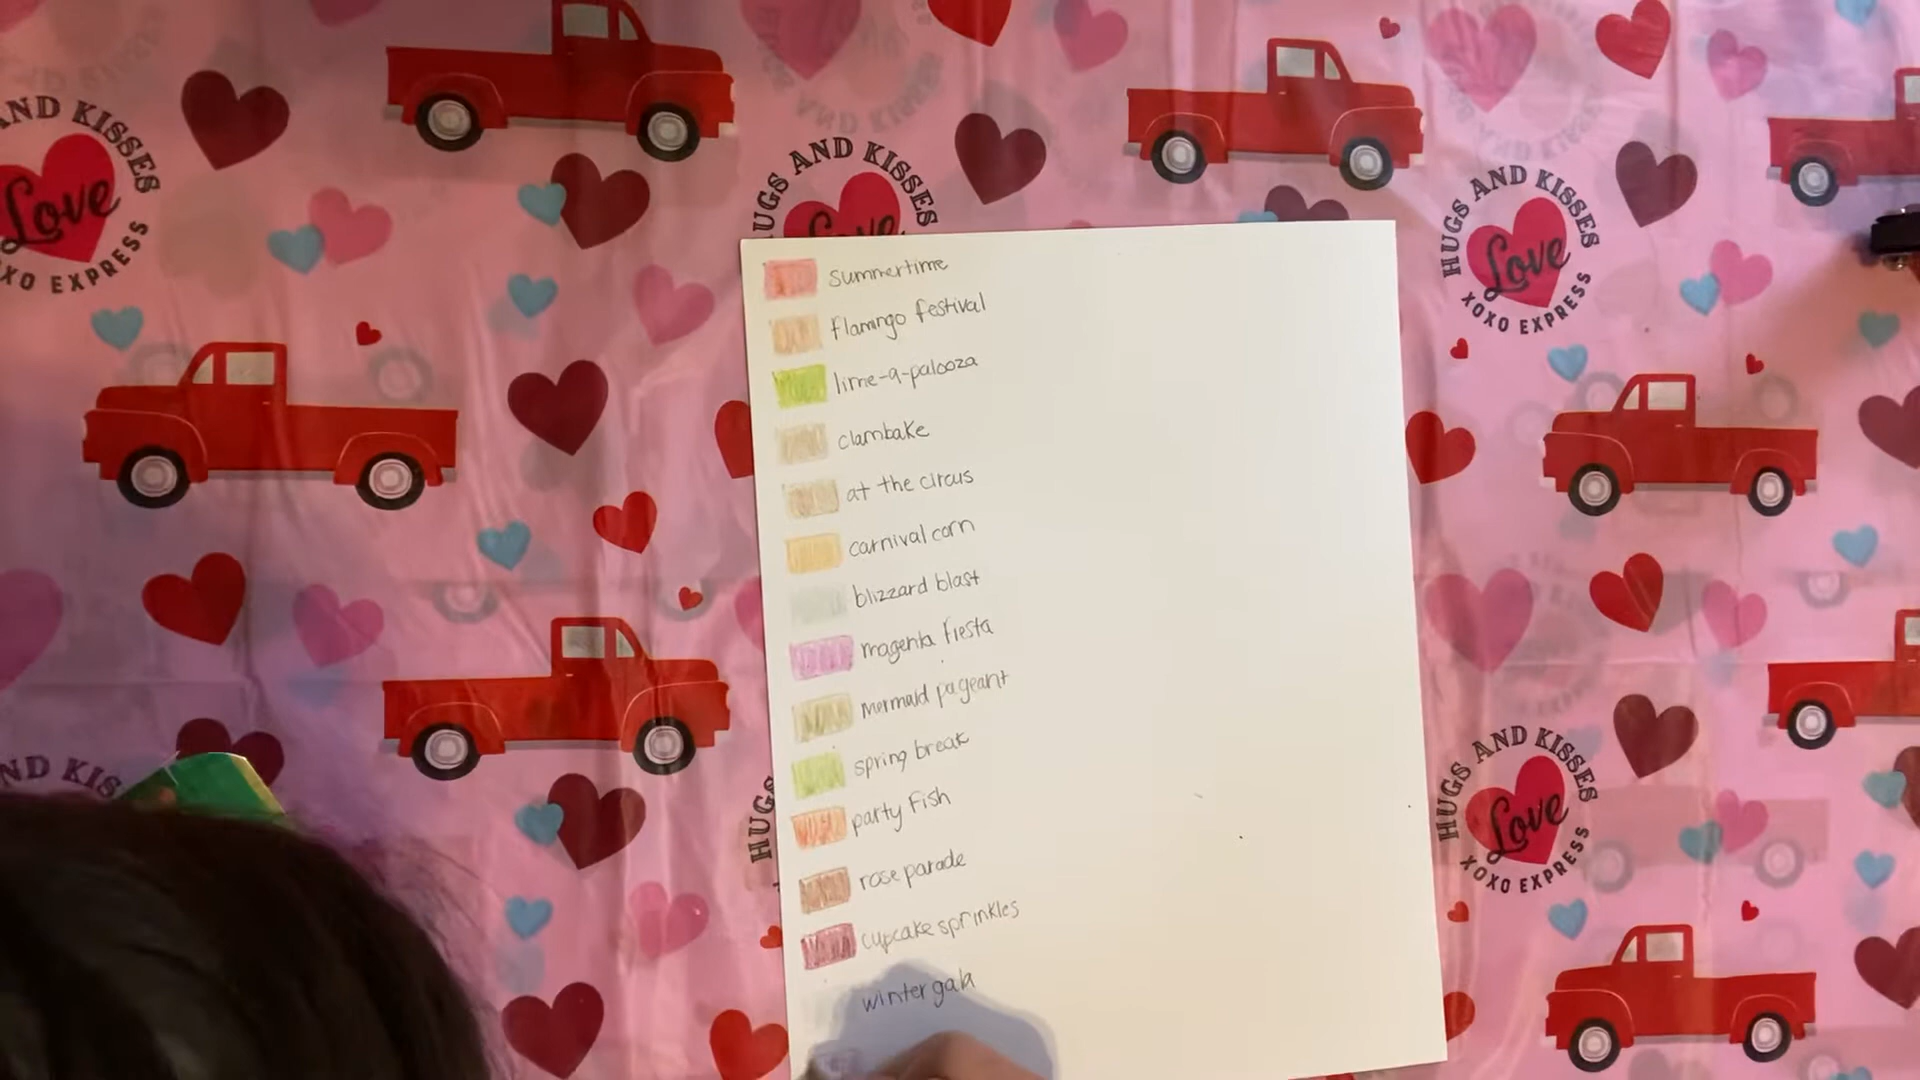 AND KISSES
Love
XOXO EXPRESS
HUGS AND KISSES
Love
HUGS AND KISSES
Love
XOXO EXPRESS
summertime
flamingo festival
lime-a-palooza
clambake
at the circus
carnival corn
blizzard blast
magenta fiesta
mermaid pageant
spring break
party fish
rose parade
cupcake sprinkles
winter gala
ND KIS
HUGS
HUGS AND KISSES
Love
XOXO EXPRESS